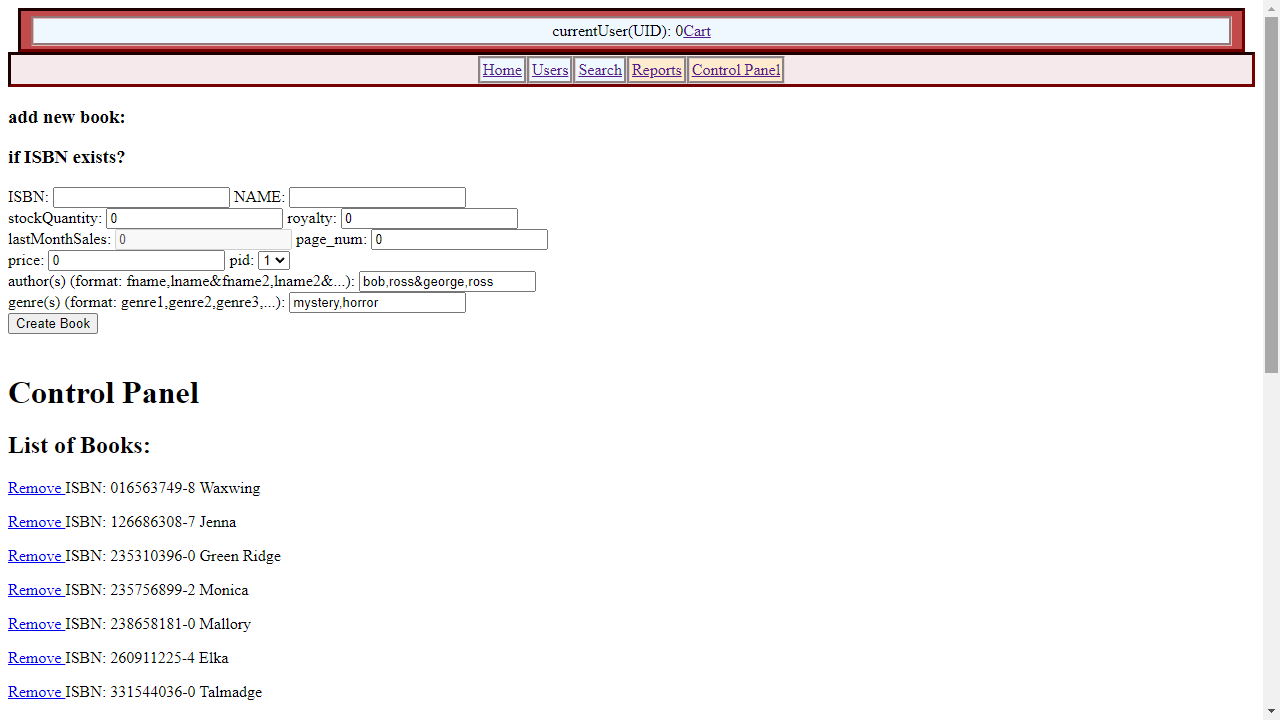 currentUser(UID): 0Cart
Home Users Search Reports Control Panel
add new book:
if ISBN exists?
ISBN: NAME:
stockQuantity: 0 royalty: 0
lastMonthSales: 0 page_num: 0
price: 0 pid: 1
author(s) (format: fname,lname&fname2,lname2&...): bob,ross&george,ross
genre(s) (format: genre1,genre2,genre3,...): mystery,horror
Create Book
Control Panel
List of Books:
Remove ISBN: 016563749-8 Waxwing
Remove ISBN: 126686308-7 Jenna
Remove ISBN: 235310396-0 Green Ridge
Remove ISBN: 235756899-2 Monica
Remove ISBN: 238658181-0 Mallory
Remove ISBN: 260911225-4 Elka
Remove ISBN: 331544036-0 Talmadge